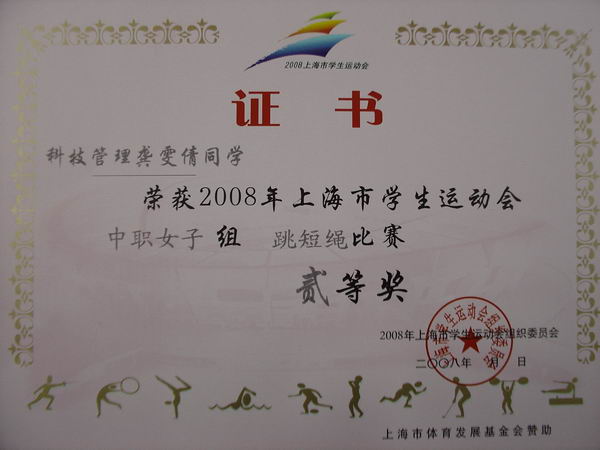 2008上海市学生运动会
证 书
科技管理龚雯倩同学
荣获2008年上海市学生运动会
中职女子 组 跳短绳比赛
贰等奖
2008年上海市学生运动会组织委员会
二〇〇八年 月 日
上海市体育发展基金会赞助